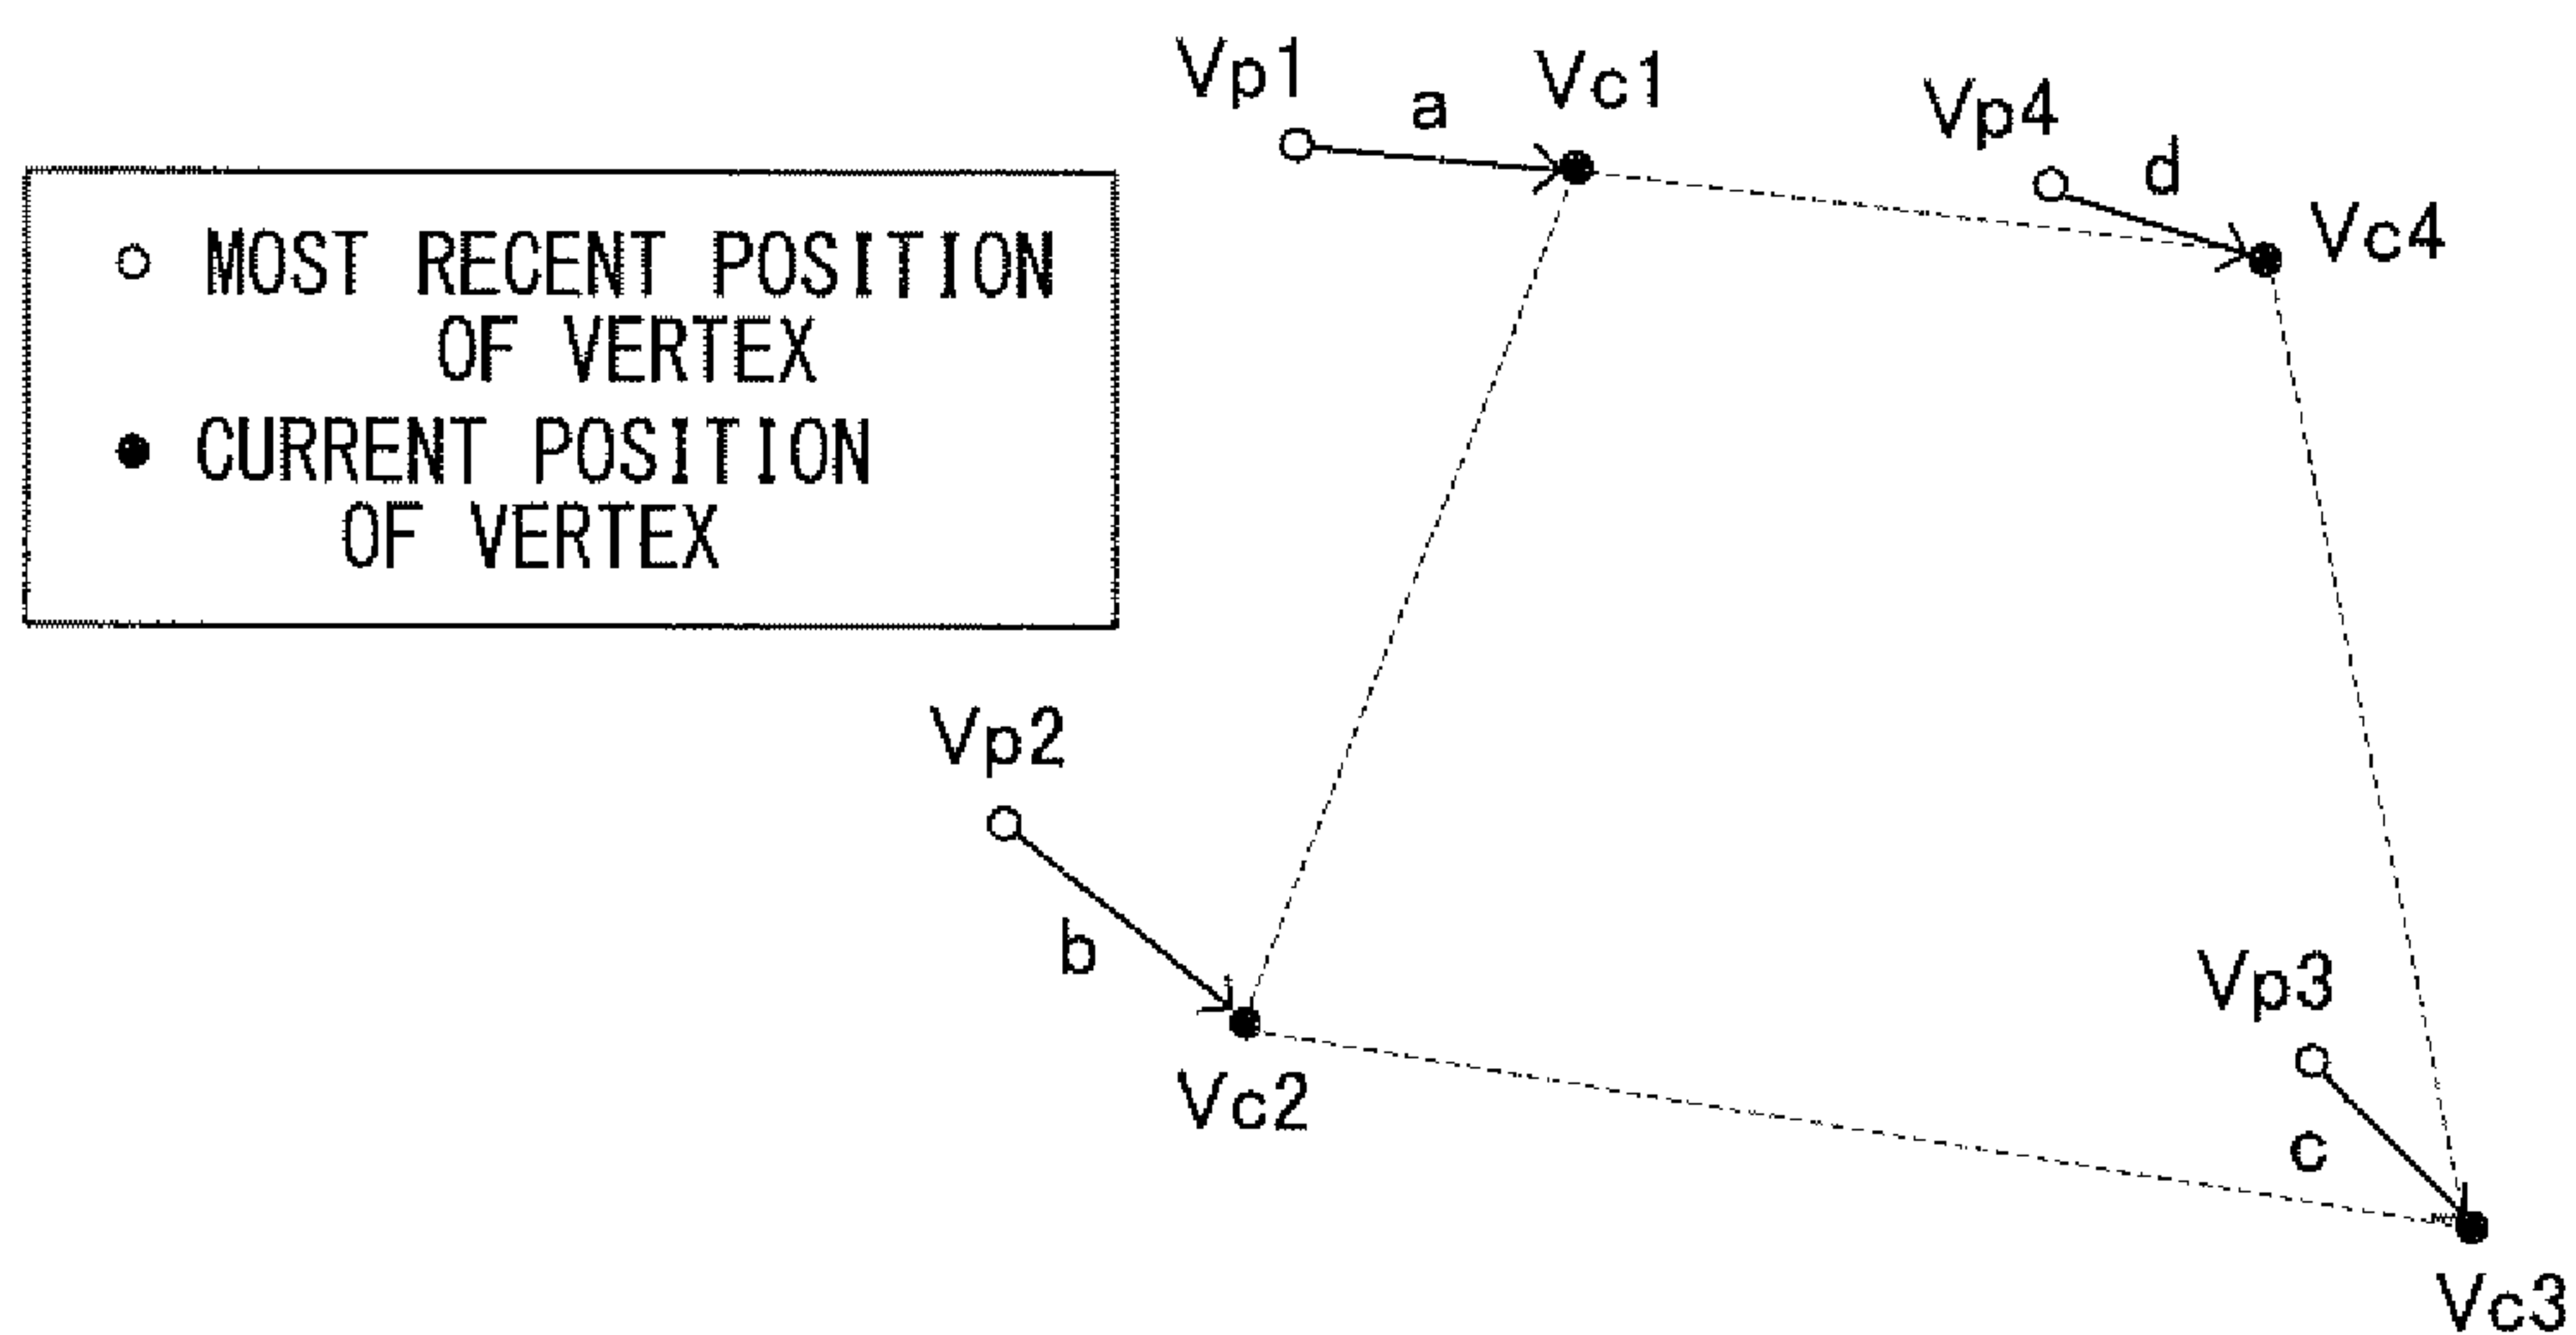 Vp1
a
Vc1
Vp4
d
Vc4
MOST RECENT POSITION
OF VERTEX
CURRENT POSITION
OF VERTEX
Vp2
b
Vc2
Vp3
c
Vc3